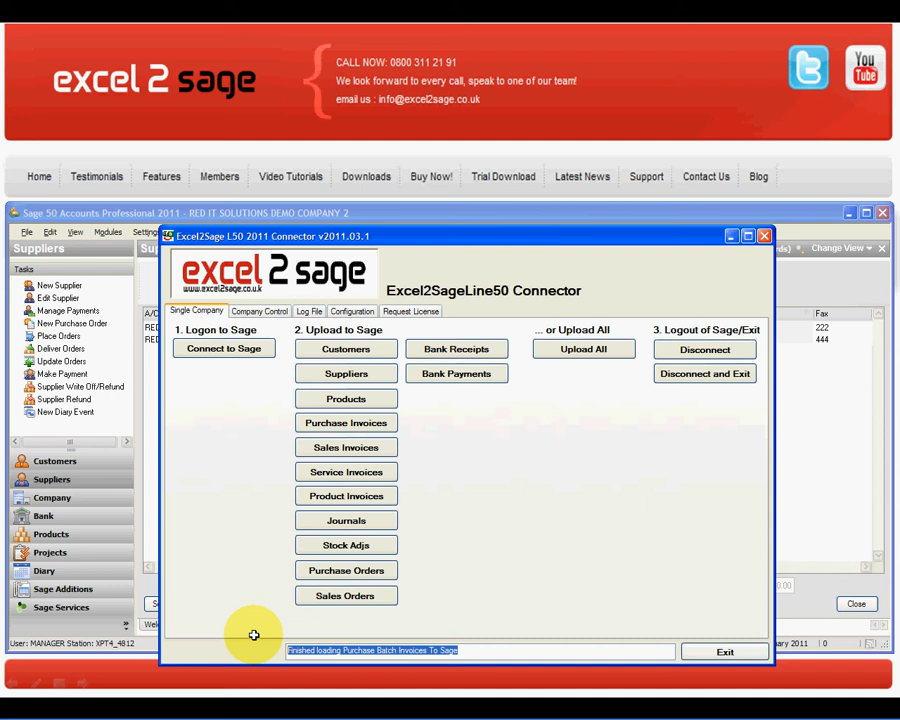 excel 2 sage
CALL NOW: 0800 311 21 91
We look forward to every call, speak to one of our team!
email us : info@excel2sage.co.uk
You
Tube
Home Testimonials Features Members Video Tutorials Downloads Buy Now! Trial Download Latest News Support Contact Us Blog
Sage 50 Accounts Professional 2011 - RED IT SOLUTIONS DEMO COMPANY 2
File Edit View Modules Settings
Suppliers
Tasks
New Supplier
Edit Supplier
Manage Payments
New Purchase Order
Place Orders
Deliver Orders
Update Orders
Make Payment
Supplier Write Off/Refund
Supplier Refund
New Diary Event
Customers
Suppliers
Company
Bank
Products
Projects
Diary
Sage Additions
Sage Services
User: MANAGER Station: XPT4_4812
Change View
Fax
222
444
Close
Excel2Sage L50 2011 Connector v2011.03.1
excel 2 sage
www.excel2sage.co.uk
Excel2SageLine50 Connector
Single Company Company Control Log File Configuration Request License
1. Logon to Sage 2. Upload to Sage ... or Upload All 3. Logout of Sage/Exit
Connect to Sage Customers Bank Receipts Upload All Disconnect
Suppliers Bank Payments Disconnect and Exit
Products
Purchase Invoices
Sales Invoices
Service Invoices
Product Invoices
Journals
Stock Adjs
Purchase Orders
Sales Orders
Finished loading Purchase Batch Invoices To Sage
Exit